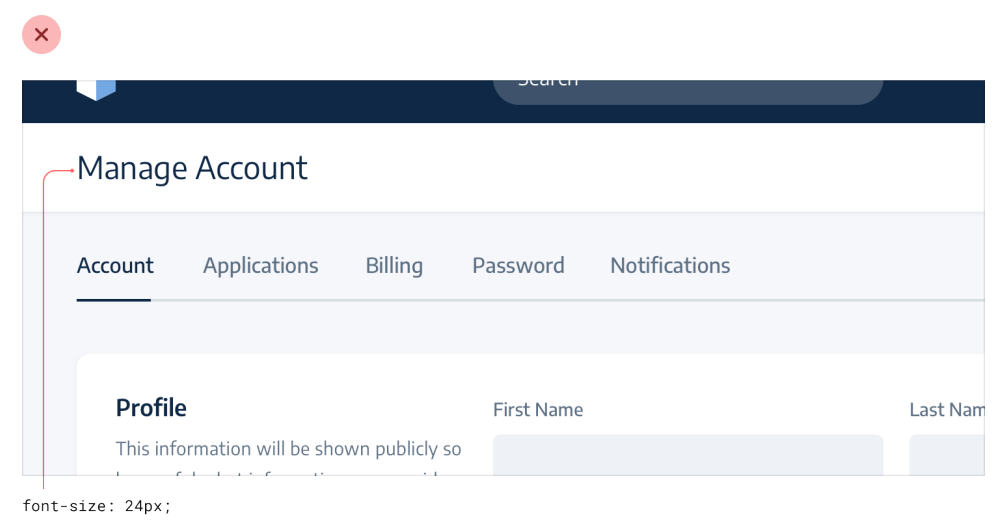 Search
Manage Account
Account Applications Billing Password Notifications
Profile First Name Last Nam
This information will be shown publicly so
font-size: 24px;